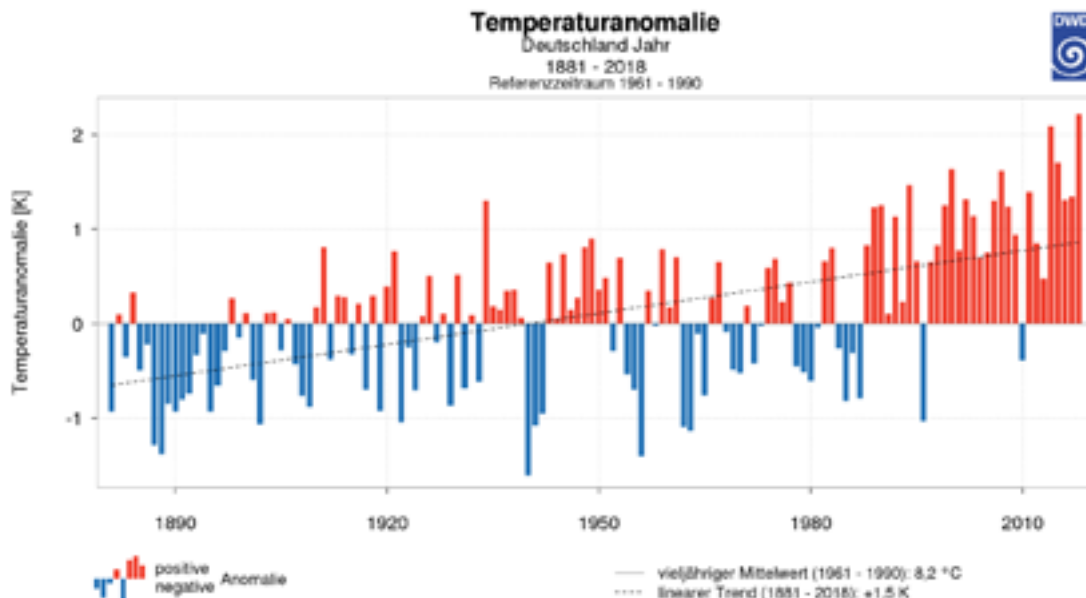 Temperaturanomalie
Deutschland Jahr
1881 - 2018
Referenzzeitraum 1961 - 1990
DWD
Temperaturanomalie [K]
2
1
0
-1
1890
1920
1950
1980
2010
positive
negative
Anomalie
vieljähriger Mittelwert (1961 - 1990): 8,2 °C
linearer Trend (1881 - 2018): +1,5 K